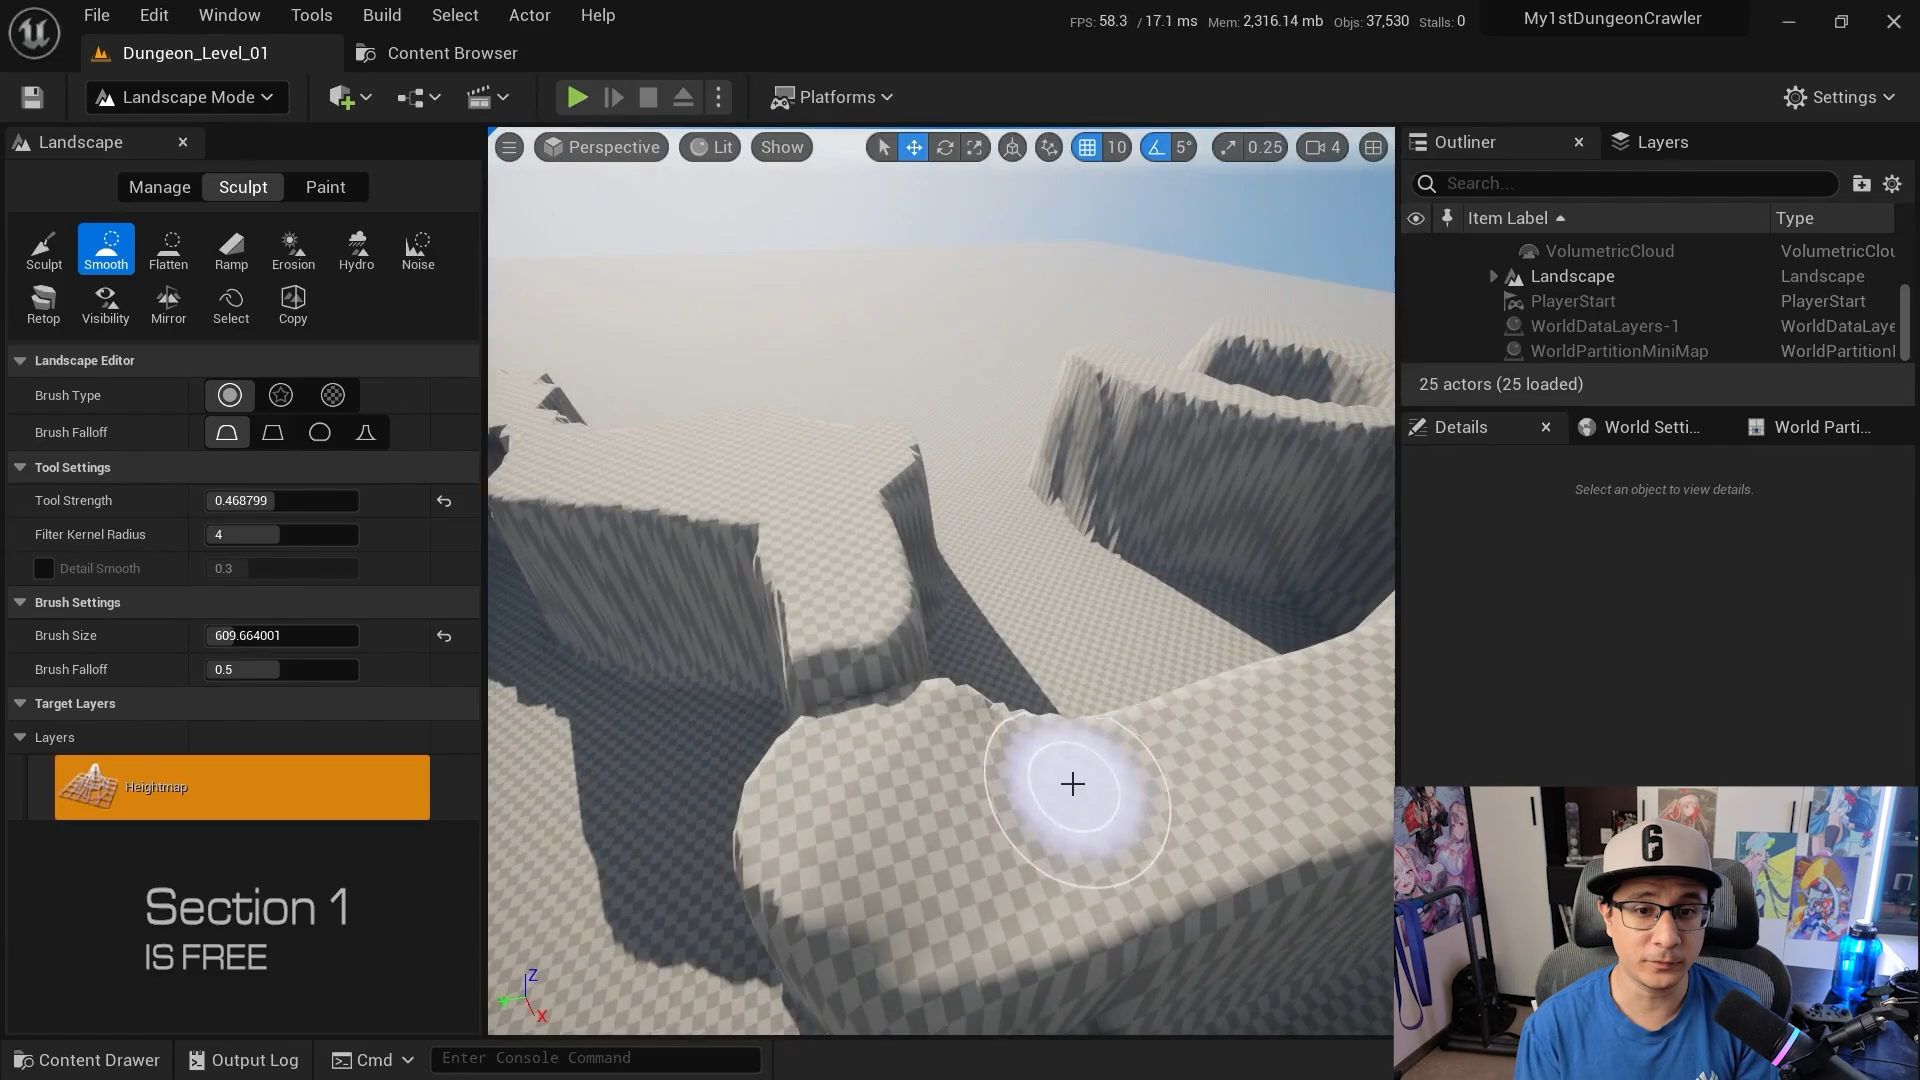 File Edit Window Tools Build Select Actor Help
FPS: 58.3 / 17.1 ms Mem: 2,316.14 mb Objs: 37,530 Stalls: 0
My1stDungeonCrawler
Dungeon_Level_01
Content Browser
Landscape Mode
Platforms
Settings
Landscape
Manage Sculpt Paint
Sculpt Smooth Flatten Ramp Erosion Hydro Noise
Retop Visibility Mirror Select Copy
Landscape Editor
Brush Type
Brush Falloff
Tool Settings
Tool Strength 0.468799
Filter Kernel Radius 4
Detail Smooth 0.3
Brush Settings
Brush Size 609.664001
Brush Falloff 0.5
Target Layers
Layers
Heightmap
Section 1
IS FREE
Perspective Lit Show 10 5° 0.25 4
Z
X
Outliner Layers
Search...
Item Label Type
VolumetricCloud VolumetricClou
Landscape Landscape
PlayerStart PlayerStart
WorldDataLayers-1 WorldDataLaye
WorldPartitionMiniMap WorldPartitionI
25 actors (25 loaded)
Details World Setti... World Parti...
Select an object to view details.
6
Content Drawer Output Log Cmd Enter Console Command